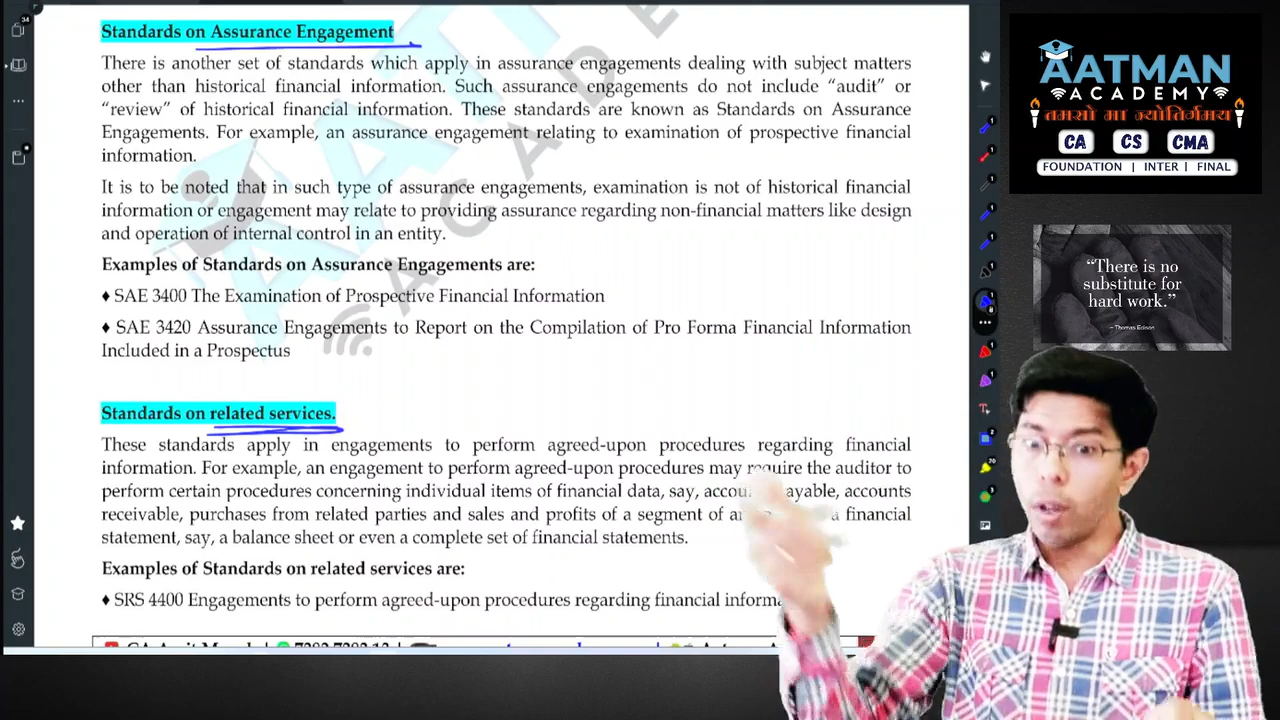 Standards on Assurance Engagement
There is another set of standards which apply in assurance engagements dealing with subject matters
other than historical financial information. Such assurance engagements do not include “audit” or
“review” of historical financial information. These standards are known as Standards on Assurance
Engagements. For example, an assurance engagement relating to examination of prospective financial
information.
It is to be noted that in such type of assurance engagements, examination is not of historical financial
information or engagement may relate to providing assurance regarding non-financial matters like design
and operation of internal control in an entity.
Examples of Standards on Assurance Engagements are:
♦ SAE 3400 The Examination of Prospective Financial Information
♦ SAE 3420 Assurance Engagements to Report on the Compilation of Pro Forma Financial Information
Included in a Prospectus
Standards on related services.
These standards apply in engagements to perform agreed-upon procedures regarding financial
information. For example, an engagement to perform agreed-upon procedures may require the auditor to
perform certain procedures concerning individual items of financial data, say, accounts payable, accounts
receivable, purchases from related parties and sales and profits of a segment of a financial
statement, say, a balance sheet or even a complete set of financial statements.
Examples of Standards on related services are:
♦ SRS 4400 Engagements to perform agreed-upon procedures regarding financial
AATMAN
ACADEMY
तमसो मा ज्योतिर्गमय
CA CS CMA
FOUNDATION | INTER | FINAL
“There is no
substitute for
hard work.”
– Thomas Edison